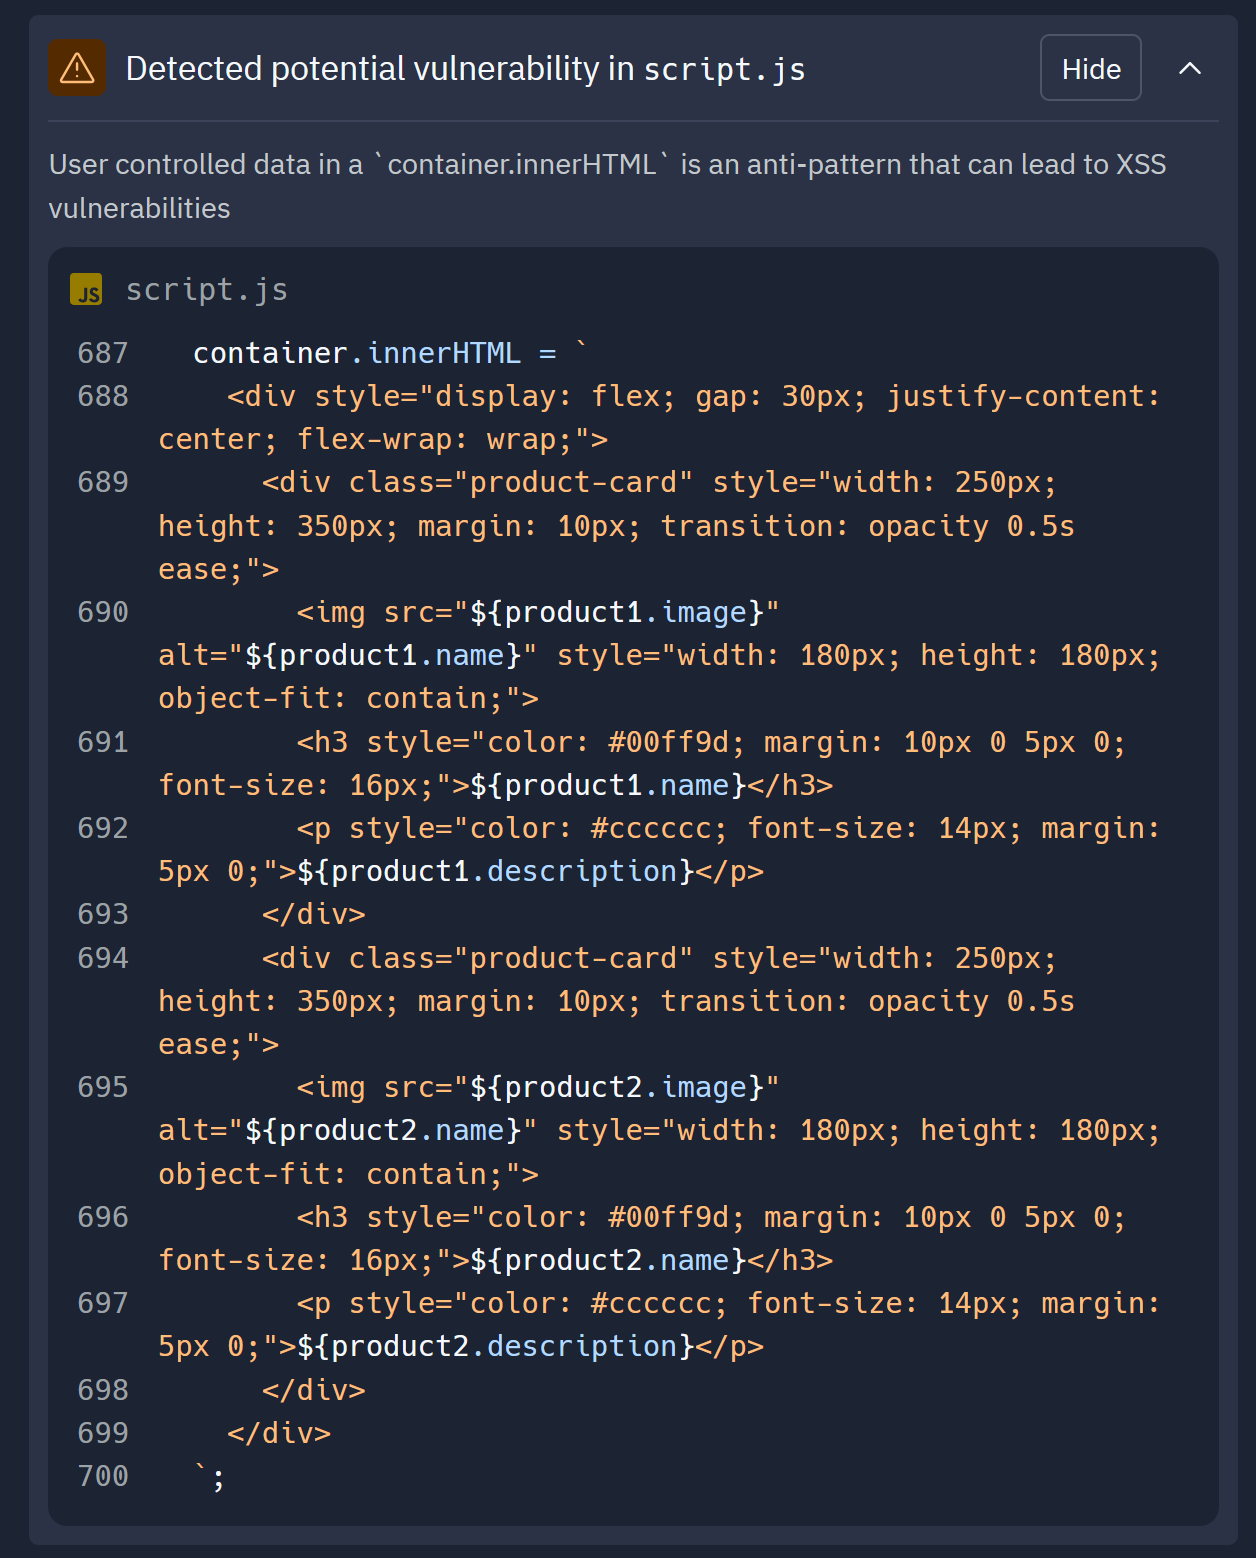 Detected potential vulnerability in script.js
Hide
User controlled data in a `container.innerHTML` is an anti-pattern that can lead to XSS
vulnerabilities
JS script.js
687 container.innerHTML = `
688 <div style="display: flex; gap: 30px; justify-content:
center; flex-wrap: wrap;">
689 <div class="product-card" style="width: 250px;
height: 350px; margin: 10px; transition: opacity 0.5s
ease;">
690 <img src="${product1.image}"
alt="${product1.name}" style="width: 180px; height: 180px;
object-fit: contain;">
691 <h3 style="color: #00ff9d; margin: 10px 0 5px 0;
font-size: 16px;">${product1.name}</h3>
692 <p style="color: #cccccc; font-size: 14px; margin:
5px 0;">${product1.description}</p>
693 </div>
694 <div class="product-card" style="width: 250px;
height: 350px; margin: 10px; transition: opacity 0.5s
ease;">
695 <img src="${product2.image}"
alt="${product2.name}" style="width: 180px; height: 180px;
object-fit: contain;">
696 <h3 style="color: #00ff9d; margin: 10px 0 5px 0;
font-size: 16px;">${product2.name}</h3>
697 <p style="color: #cccccc; font-size: 14px; margin:
5px 0;">${product2.description}</p>
698 </div>
699 </div>
700 `;